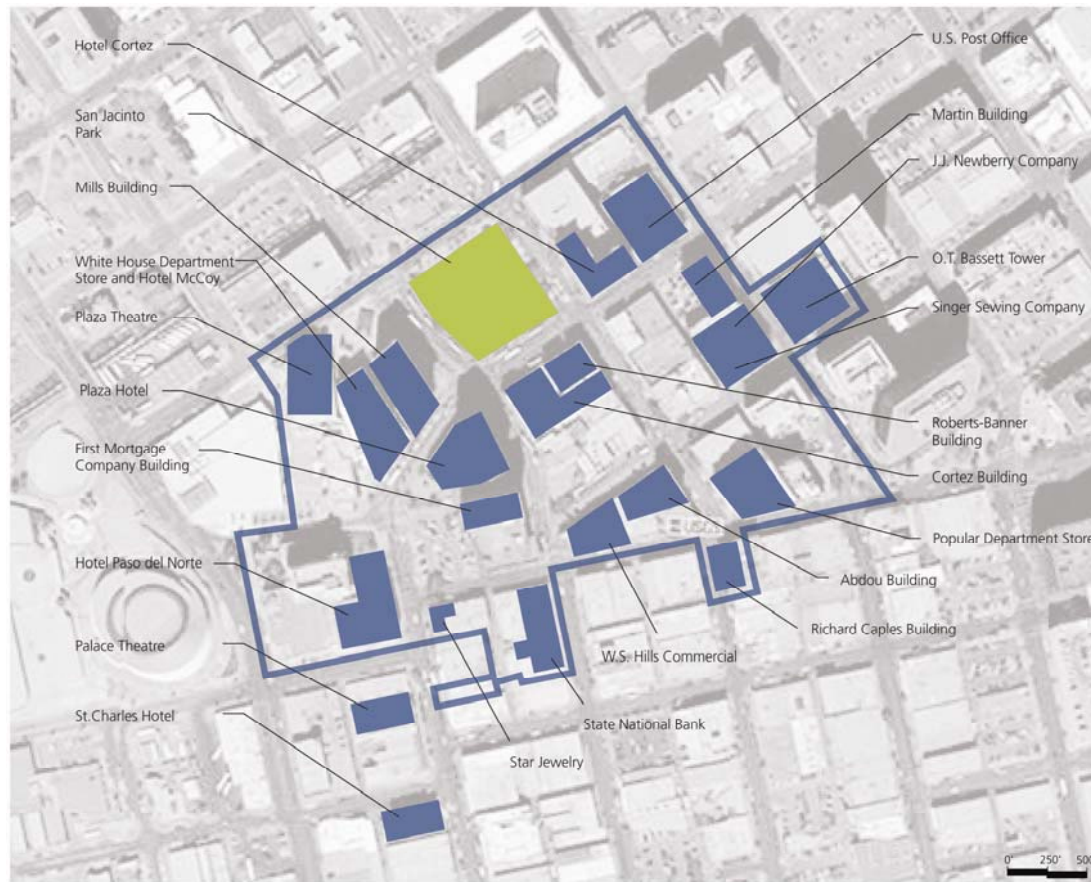 Hotel Cortez
San Jacinto
Park
Mills Building
White House Department
Store and Hotel McCoy
Plaza Theatre
Plaza Hotel
First Mortgage
Company Building
Hotel Paso del Norte
Palace Theatre
St.Charles Hotel
U.S. Post Office
Martin Building
J.J. Newberry Company
O.T. Bassett Tower
Singer Sewing Company
Roberts-Banner
Building
Cortez Building
Popular Department Store
Abdou Building
Richard Caples Building
W.S. Hills Commercial
State National Bank
Star Jewelry
0' 250' 500